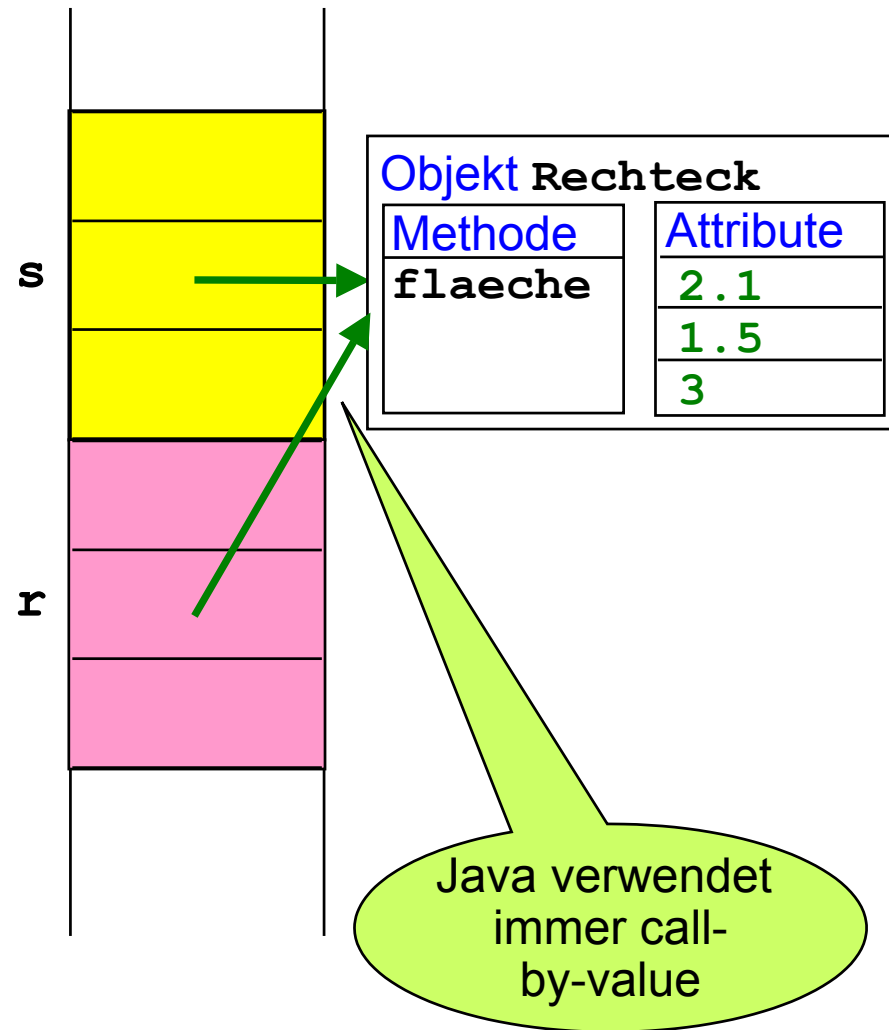 Objekt Rechteck
Methode
Attribute
s
flaeche
2.1
1.5
3
r
Java verwendet
immer call-
by-value